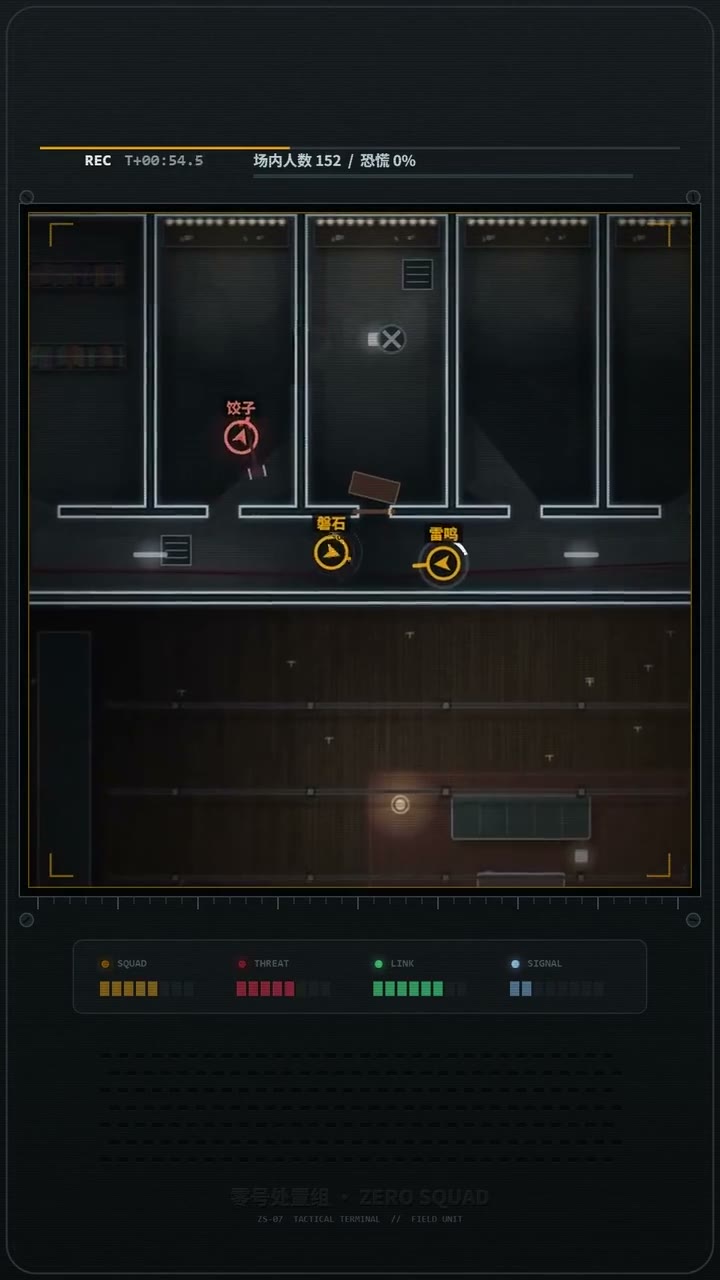 REC T+00:54.5 场内人数 152 / 恐慌 0%
饺子
磐石
雷鸣
SQUAD THREAT LINK SIGNAL
零号处置组 · ZERO SQUAD
ZS-07 TACTICAL TERMINAL // FIELD UNIT